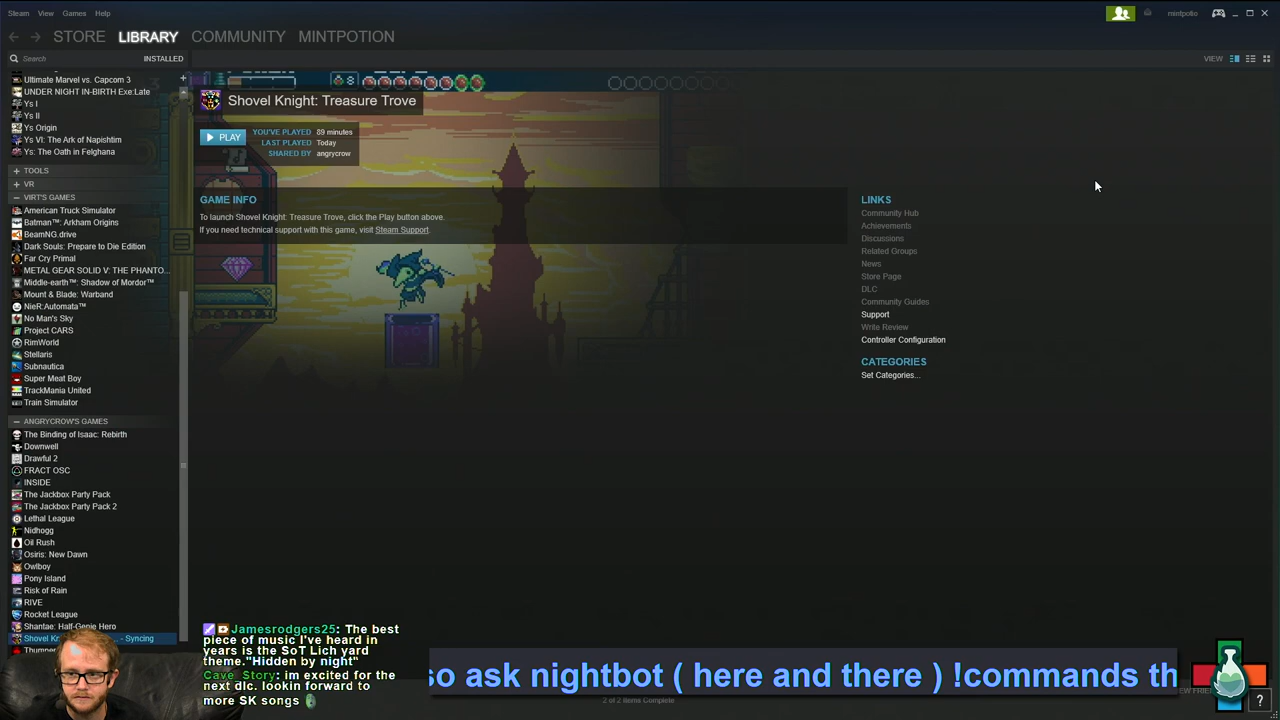 Steam View Games Help
mintpotio
STORE LIBRARY COMMUNITY MINTPOTION
Search INSTALLED
VIEW
Ultimate Marvel vs. Capcom 3
UNDER NIGHT IN-BIRTH Exe:Late
Ys I
Ys II
Ys Origin
Ys VI: The Ark of Napishtim
Ys: The Oath in Felghana
TOOLS
VR
VIRT'S GAMES
American Truck Simulator
Batman™: Arkham Origins
BeamNG.drive
Dark Souls: Prepare to Die Edition
Far Cry Primal
METAL GEAR SOLID V: THE PHANTO...
Middle-earth™: Shadow of Mordor™
Mount & Blade: Warband
NieR:Automata™
No Man's Sky
Project CARS
RimWorld
Stellaris
Subnautica
Super Meat Boy
TrackMania United
Train Simulator
ANGRYCROW'S GAMES
The Binding of Isaac: Rebirth
Downwell
Drawful 2
FRACT OSC
INSIDE
The Jackbox Party Pack
The Jackbox Party Pack 2
Lethal League
Nidhogg
Oil Rush
Osiris: New Dawn
Owlboy
Pony Island
Risk of Rain
RIVE
Rocket League
Shantae: Half-Genie Hero
Shovel Kn ... - Syncing
Thumper
Shovel Knight: Treasure Trove
PLAY
YOU'VE PLAYED 89 minutes
LAST PLAYED Today
SHARED BY angrycrow
GAME INFO
To launch Shovel Knight: Treasure Trove, click the Play button above.
If you need technical support with this game, visit Steam Support.
LINKS
Community Hub
Achievements
Discussions
Related Groups
News
Store Page
DLC
Community Guides
Support
Write Review
Controller Configuration
CATEGORIES
Set Categories...
Jamesrodgers25: The best
piece of music I've heard in
years is the SoT Lich yard
theme."Hidden by night"
Cave_Story: im excited for the
next dlc. lookin forward to
more SK songs
so ask nightbot ( here and there ) !commands th
2 of 2 Items Complete
?